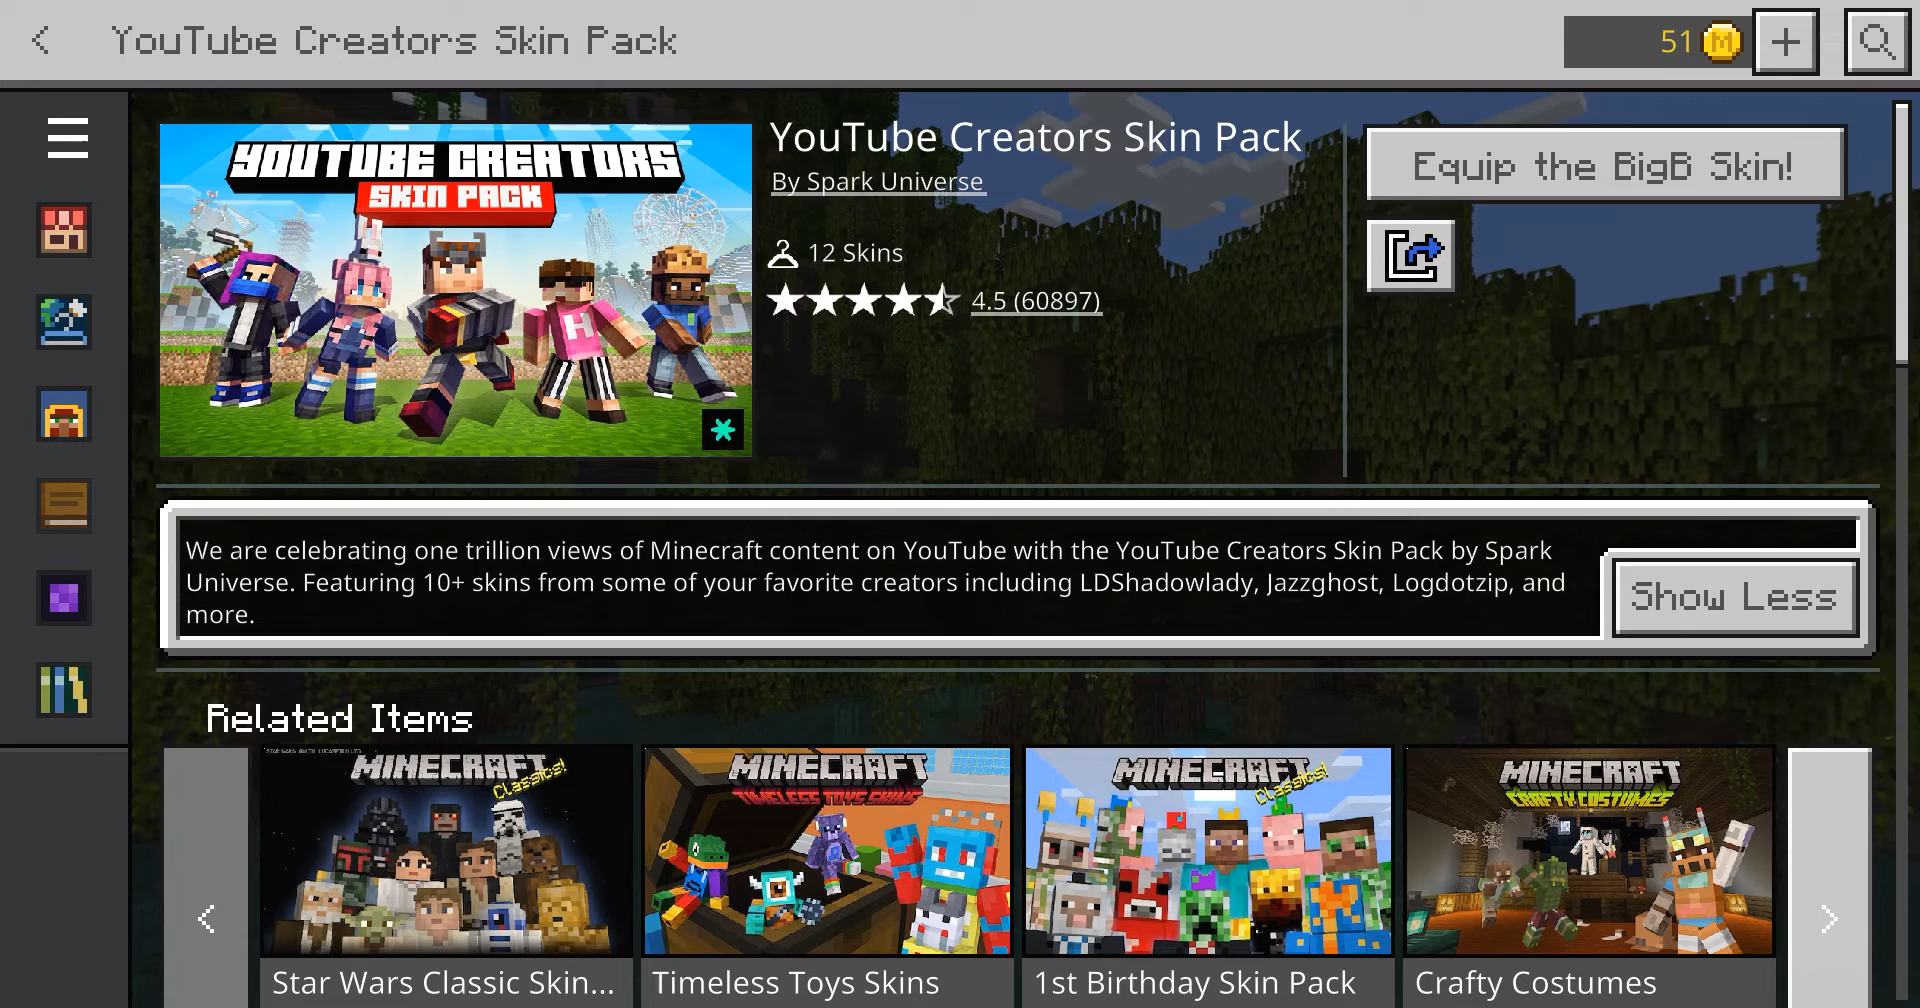 YouTube Creators Skin Pack
51
YOUTUBE CREATORS
SKIN PACK
H
YouTube Creators Skin Pack
By Spark Universe
12 Skins
4.5 (60897)
Equip the BigB Skin!
We are celebrating one trillion views of Minecraft content on YouTube with the YouTube Creators Skin Pack by Spark
Universe. Featuring 10+ skins from some of your favorite creators including LDShadowlady, Jazzghost, Logdotzip, and
more.
Show Less
Related Items
MINECRAFT
Classics!
MINECRAFT
TIMELESS TOYS SKINS
MINECRAFT
Classics!
MINECRAFT
CRAFTY COSTUMES
Star Wars Classic Skin...
Timeless Toys Skins
1st Birthday Skin Pack
Crafty Costumes